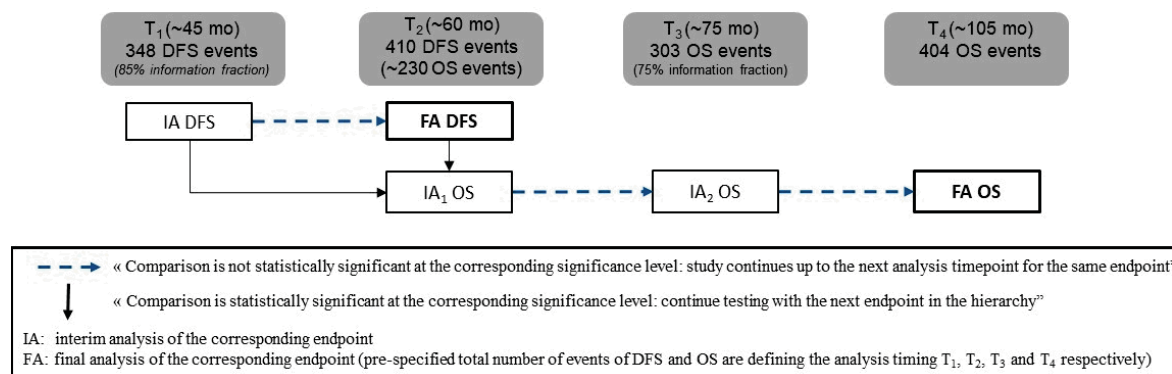 T1 (~45 mo)
348 DFS events
(85% information fraction)
T2 (~60 mo)
410 DFS events
(~230 OS events)
T3 (~75 mo)
303 OS events
(75% information fraction)
T4 (~105 mo)
404 OS events
IA DFS
FA DFS
IA1 OS
IA2 OS
FA OS
« Comparison is not statistically significant at the corresponding significance level: study continues up to the next analysis timepoint for the same endpoint”
« Comparison is statistically significant at the corresponding significance level: continue testing with the next endpoint in the hierarchy”
IA: interim analysis of the corresponding endpoint
FA: final analysis of the corresponding endpoint (pre-specified total number of events of DFS and OS are defining the analysis timing T1, T2, T3 and T4 respectively)